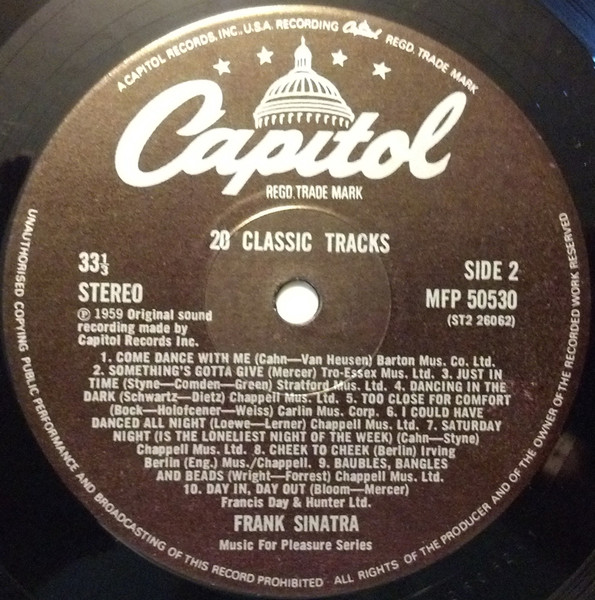 A CAPITOL RECORDS, INC., U.S.A. RECORDING Capitol REGD. TRADE MARK
Capitol
REGD. TRADE MARK
20 CLASSIC TRACKS
33⅓
STEREO
SIDE 2
MFP 50530
(ST2 26062)
℗ 1959 Original sound
recording made by
Capitol Records Inc.
1. COME DANCE WITH ME (Cahn—Van Heusen) Barton Mus. Co. Ltd.
2. SOMETHING'S GOTTA GIVE (Mercer) Tro-Essex Mus. Ltd. 3. JUST IN
TIME (Styne—Comden—Green) Stratford Mus. Ltd. 4. DANCING IN THE
DARK (Schwartz—Dietz) Chappell Mus. Ltd. 5. TOO CLOSE FOR COMFORT
(Bock—Holofcener—Weiss) Carlin Mus. Corp. 6. I COULD HAVE
DANCED ALL NIGHT (Loewe—Lerner) Chappell Mus. Ltd. 7. SATURDAY
NIGHT (IS THE LONELIEST NIGHT OF THE WEEK) (Cahn—Styne)
Chappell Mus. Ltd. 8. CHEEK TO CHEEK (Berlin) Irving
Berlin (Eng.) Mus./Chappell. 9. BAUBLES, BANGLES
AND BEADS (Wright—Forrest) Chappell Mus. Ltd.
10. DAY IN, DAY OUT (Bloom—Mercer)
Francis Day & Hunter Ltd.
FRANK SINATRA
Music For Pleasure Series
UNAUTHORISED COPYING PUBLIC PERFORMANCE AND BROADCASTING OF THIS RECORD PROHIBITED ALL RIGHTS OF THE PRODUCER AND OF THE OWNER OF THE RECORDED WORK RESERVED